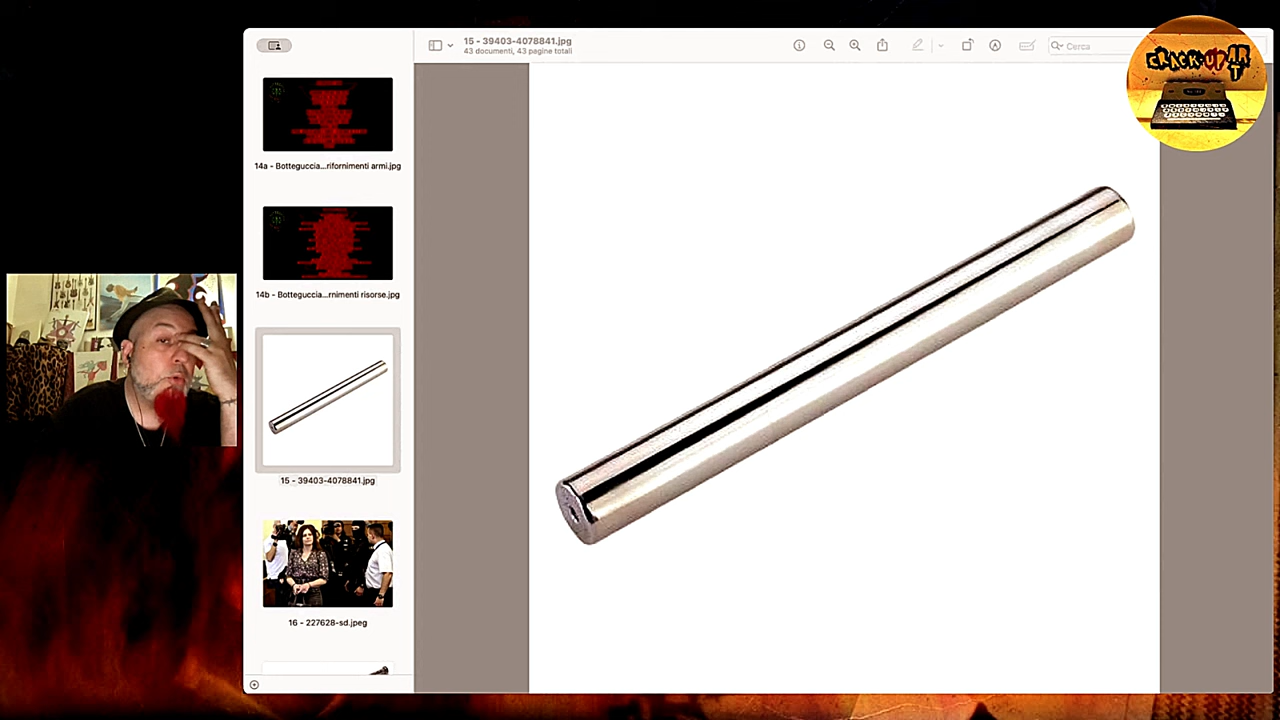 15 - 39403-4078841.jpg
43 documenti, 43 pagine totali
Cerca
CRACK-UP ART
14a - Botteguccia...rifornimenti armi.jpg
14b - Botteguccia...rnimenti risorse.jpg
15 - 39403-4078841.jpg
16 - 227628-sd.jpeg